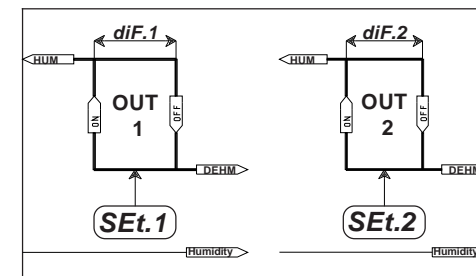 diF.1 diF.2
HUM HUM
OUT OUT
ON 1 OFF ON 2 OFF
DEHM DEHM
SEt.1 SEt.2
Humidity Humidity